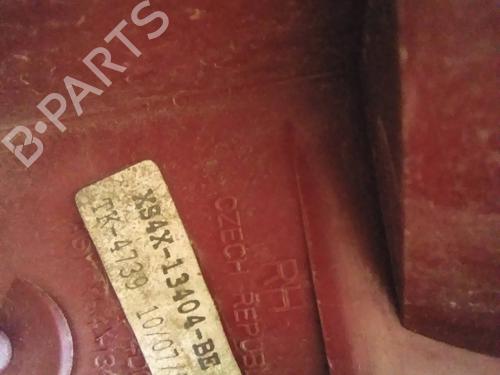 B-PARTS
XS4X-13404-BE
TK-4739 10/07/
CZECH REPUB
RH